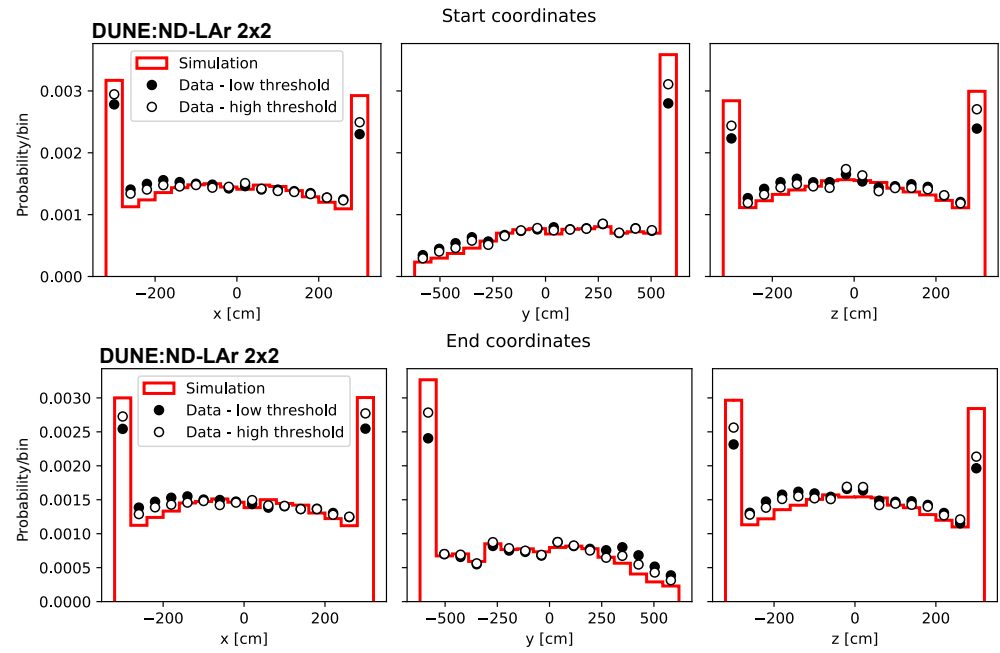 Start coordinates
DUNE:ND-LAr 2x2
Simulation
Data - low threshold
Data - high threshold
Probability/bin
0.003
0.002
0.001
0.000
−200 0 200
x [cm]
−500 −250 0 250 500
y [cm]
−200 0 200
z [cm]
End coordinates
DUNE:ND-LAr 2x2
Simulation
Data - low threshold
Data - high threshold
Probability/bin
0.0030
0.0025
0.0020
0.0015
0.0010
0.0005
0.0000
−200 0 200
x [cm]
−500 −250 0 250 500
y [cm]
−200 0 200
z [cm]